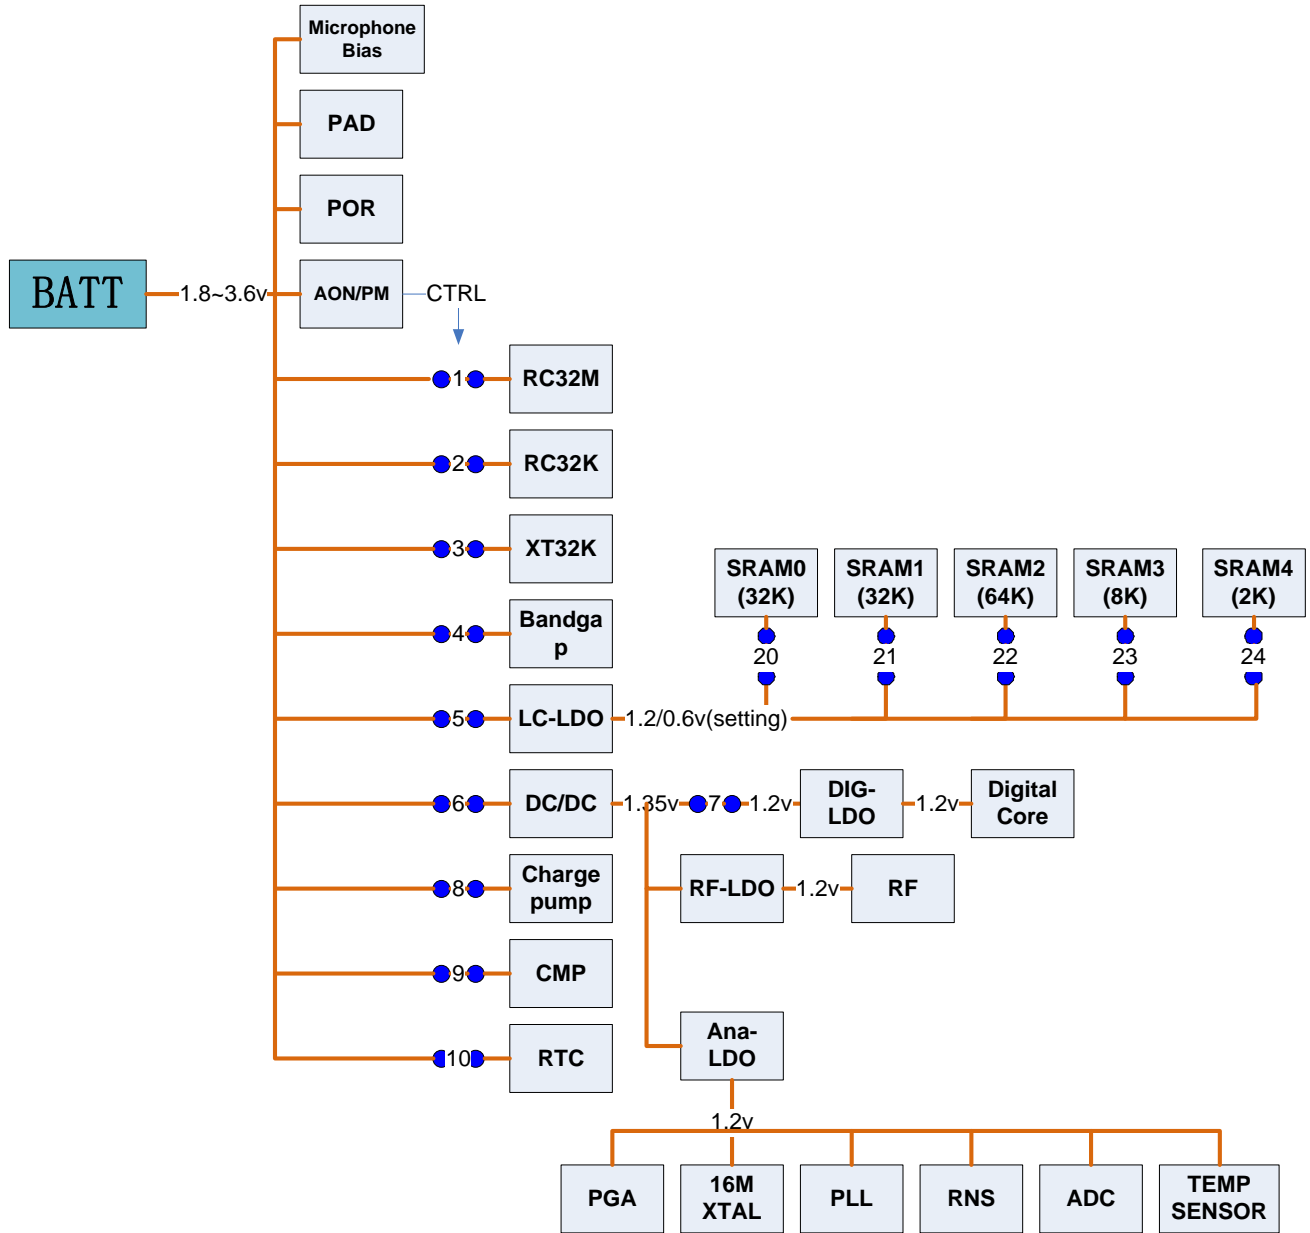 Microphone
Bias
PAD
POR
BATT
1.8~3.6v
AON/PM
CTRL
1
RC32M
2
RC32K
3
XT32K
SRAM0
(32K)
SRAM1
(32K)
SRAM2
(64K)
SRAM3
(8K)
SRAM4
(2K)
4
Bandga
p
20
21
22
23
24
5
LC-LDO
1.2/0.6v(setting)
6
DC/DC
1.35v
7
1.2v
DIG-
LDO
1.2v
Digital
Core
8
Charge
pump
RF-LDO
1.2v
RF
9
CMP
10
RTC
Ana-
LDO
1.2v
PGA
16M
XTAL
PLL
RNS
ADC
TEMP
SENSOR